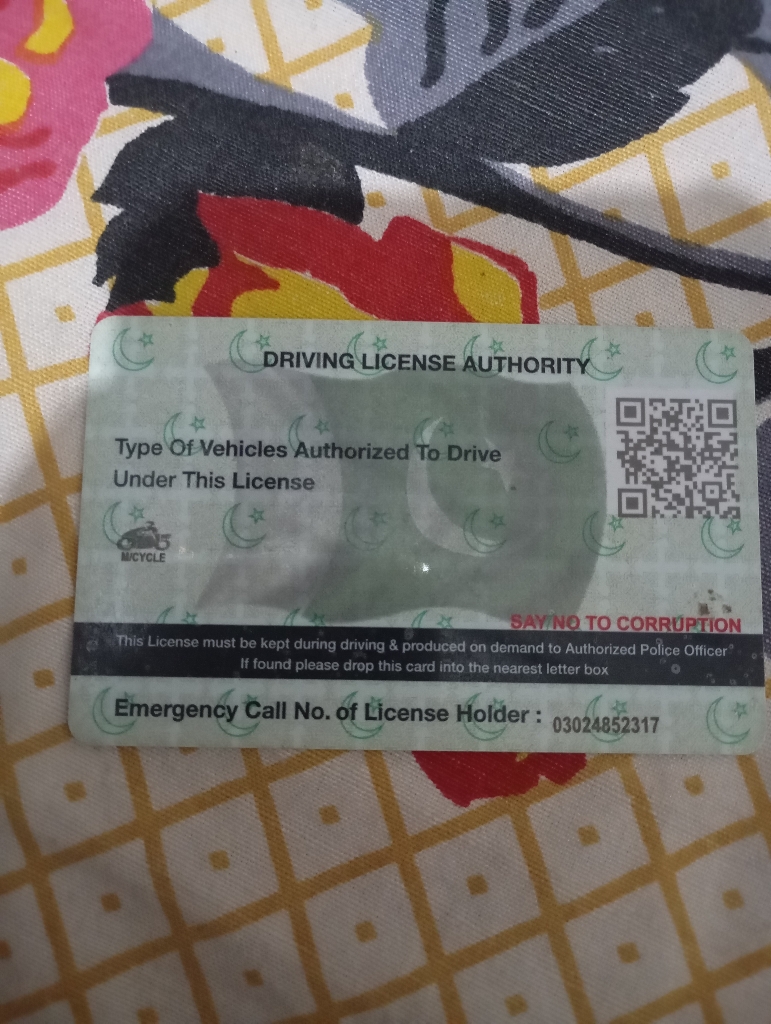 DRIVING LICENSE AUTHORITY
Type Of Vehicles Authorized To Drive
Under This License
M/CYCLE
SAY NO TO CORRUPTION
This License must be kept during driving & produced on demand to Authorized Police Officer
If found please drop this card into the nearest letter box
Emergency Call No. of License Holder : 03024852317